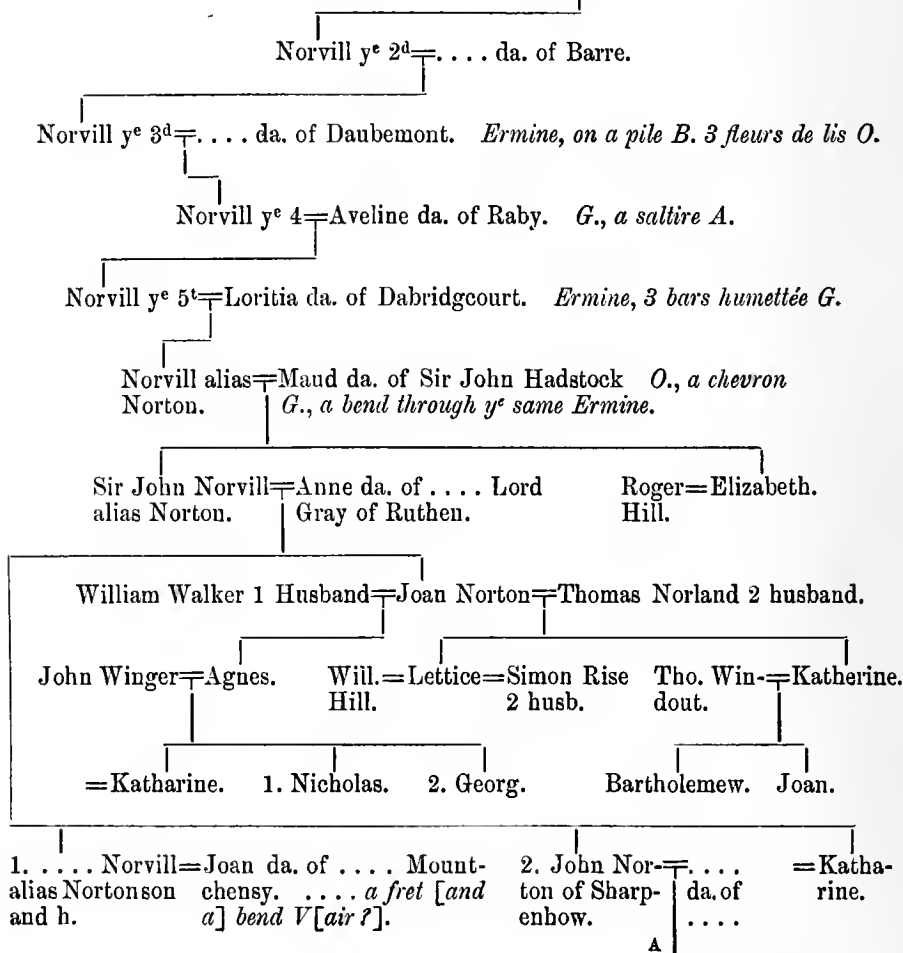 Norvill yᵉ 2ᵈ=. . . . da. of Barre.
Norvill yᵉ 3ᵈ=. . . . da. of Daubemont. Ermine, on a pile B. 3 fleurs de lis O.
Norvill yᵉ 4=Aveline da. of Raby. G., a saltire A.
Norvill yᵉ 5ᵗ=Loritia da. of Dabridgcourt. Ermine, 3 bars humettée G.
Norvill alias=Maud da. of Sir John Hadstock O., a chevron
Norton. G., a bend through yᵉ same Ermine.
Sir John Norvill=Anne da. of . . . . Lord Roger=Elizabeth.
alias Norton. Gray of Ruthen. Hill.
William Walker 1 Husband=Joan Norton=Thomas Norland 2 husband.
John Winger=Agnes. Will.=Lettice=Simon Rise Tho. Win-=Katherine.
Hill. 2 husb. dout.
=Katharine. 1. Nicholas. 2. Georg. Bartholemew. Joan.
1. . . . . Norvill=Joan da. of . . . . Mount- 2. John Nor-=. . . . =Katha-
alias Norton son chensy. . . . . a fret [and ton of Sharp- da. of rine.
and h. a] bend V[air?]. enhow. . . . .
A